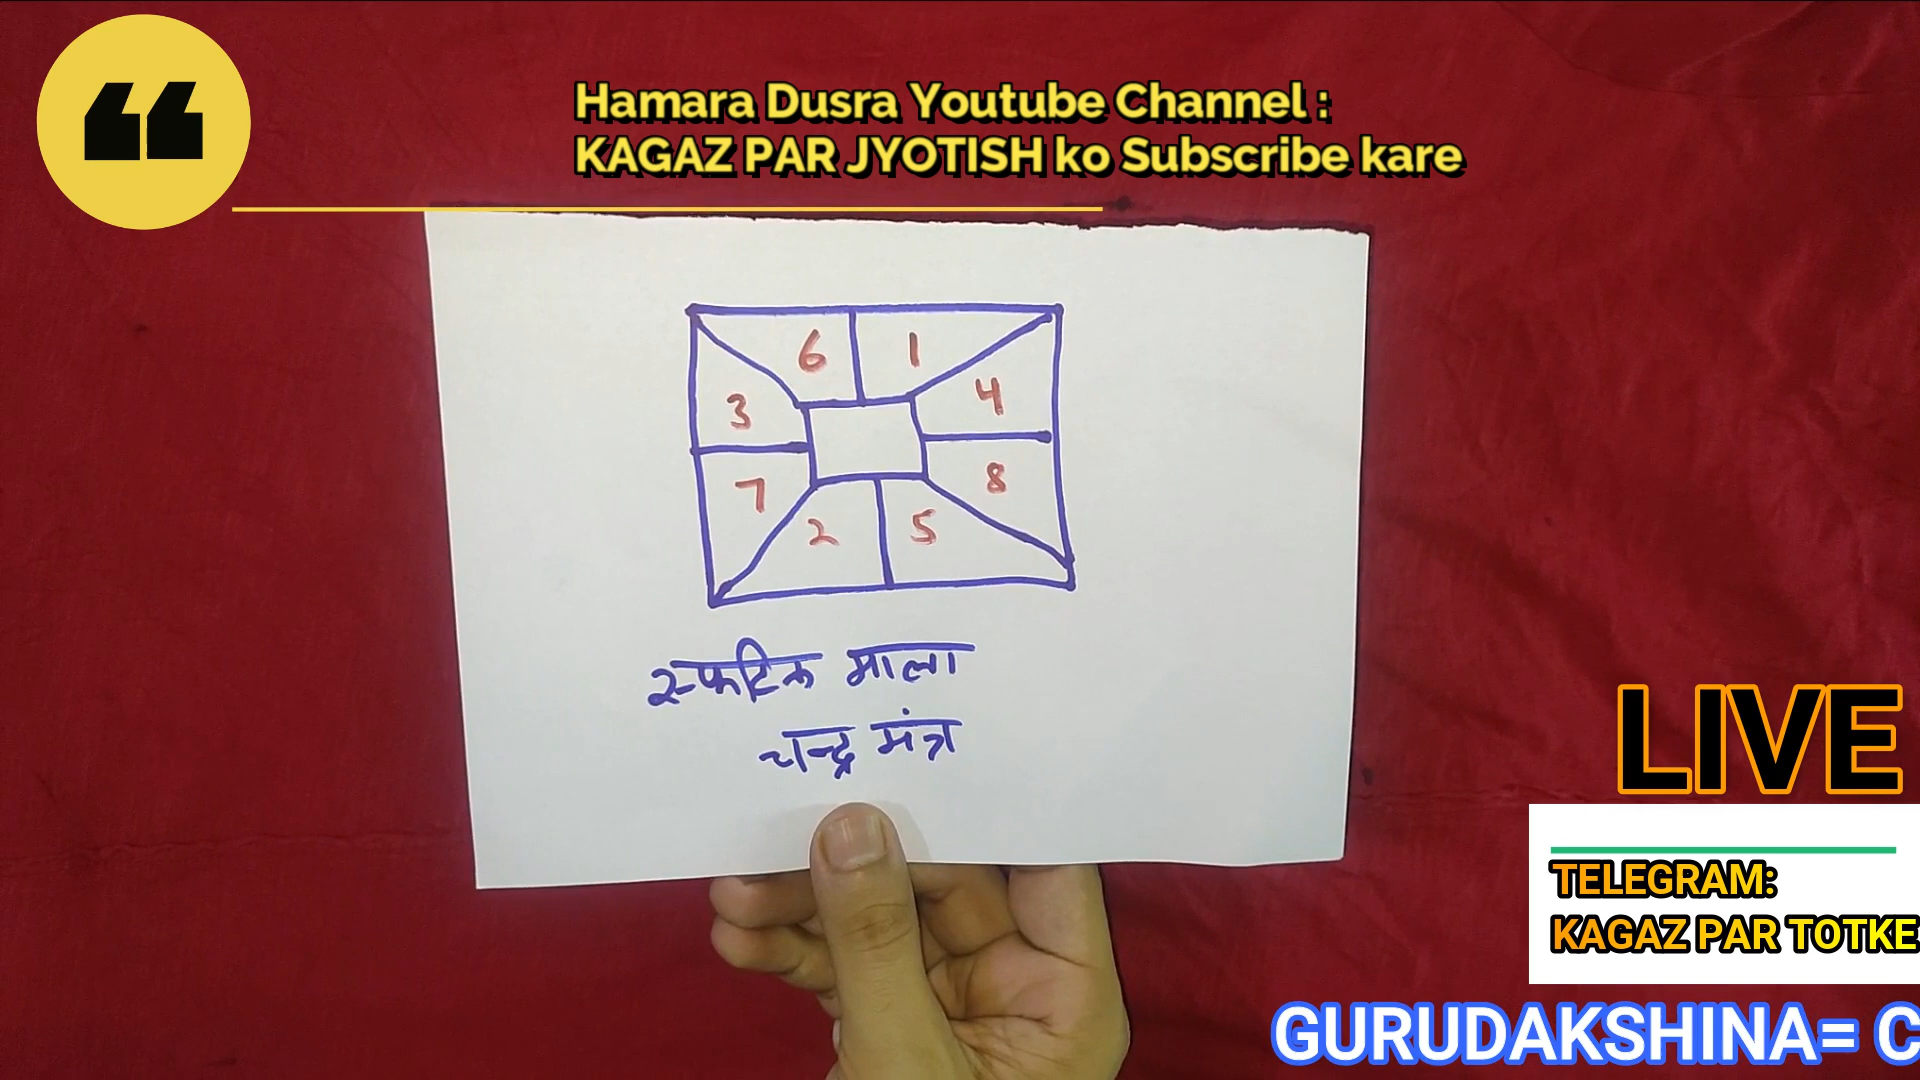 Hamara Dusra Youtube Channel :
KAGAZ PAR JYOTISH ko Subscribe kare
6 1
3 4
7 8
2 5
स्फटिक माला
चन्द्र मंत्र
LIVE
TELEGRAM:
KAGAZ PAR TOTKE
GURUDAKSHINA= C